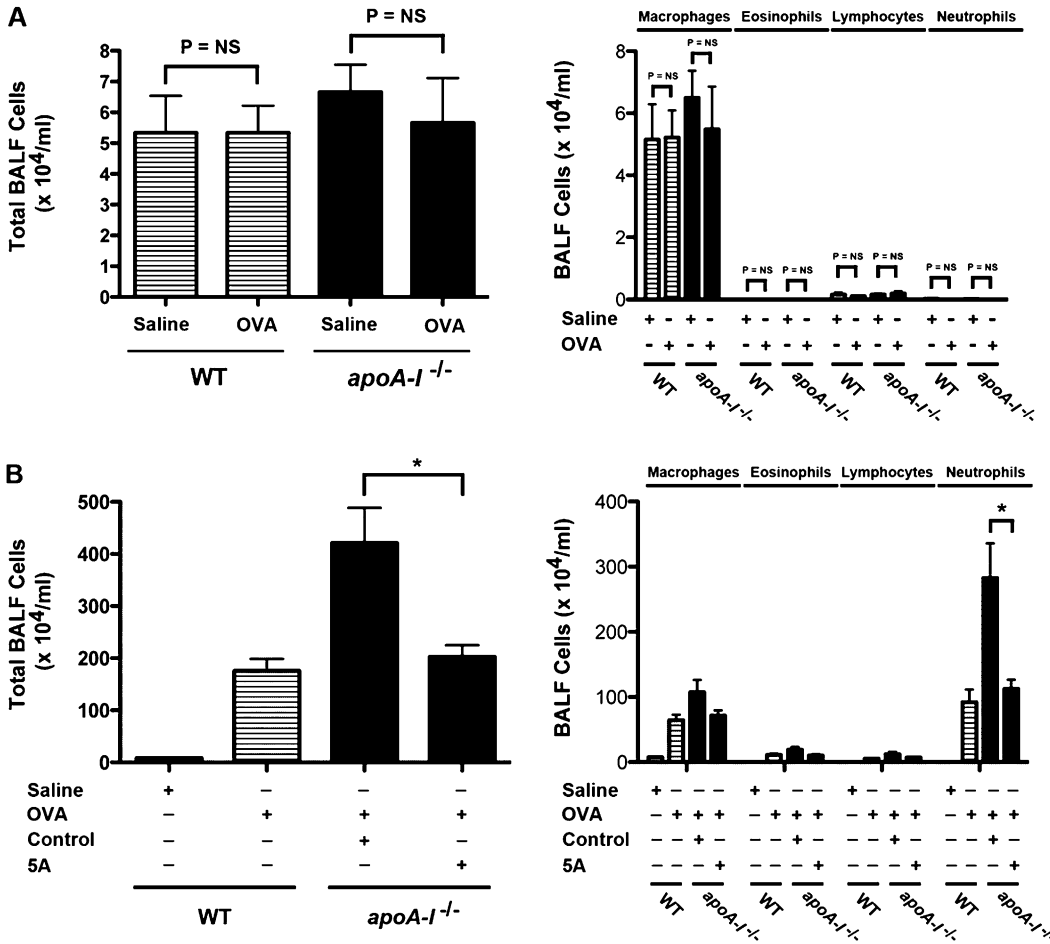 A
P = NS
P = NS
Total BALF Cells
(x 10⁴/ml)
8
7
6
5
4
3
2
1
0
Saline OVA Saline OVA
WT apoA-I -/-
Macrophages Eosinophils Lymphocytes Neutrophils
BALF Cells (x 10⁴/ml)
8
6
4
2
0
P = NS
P = NS
P = NS P = NS
P = NS P = NS
P = NS P = NS
Saline + - + - + - + - + - + - + - + -
OVA - + - + - + - + - + - + - + - +
WT apoA-I -/- WT apoA-I -/- WT apoA-I -/- WT apoA-I -/-
B
*
Total BALF Cells
(x 10⁴/ml)
500
400
300
200
100
0
Saline + – – –
OVA – + + +
Control – – + –
5A – – – +
WT apoA-I -/-
Macrophages Eosinophils Lymphocytes Neutrophils
*
BALF Cells (x 10⁴/ml)
400
300
200
100
0
Saline + – – – + – – – + – – – + – – –
OVA – + + + – + + + – + + + – + + +
Control – – + – – – + – – – + – – – + –
5A – – – + – – – + – – – + – – – +
WT apoA-I -/- WT apoA-I -/- WT apoA-I -/- WT apoA-I -/-